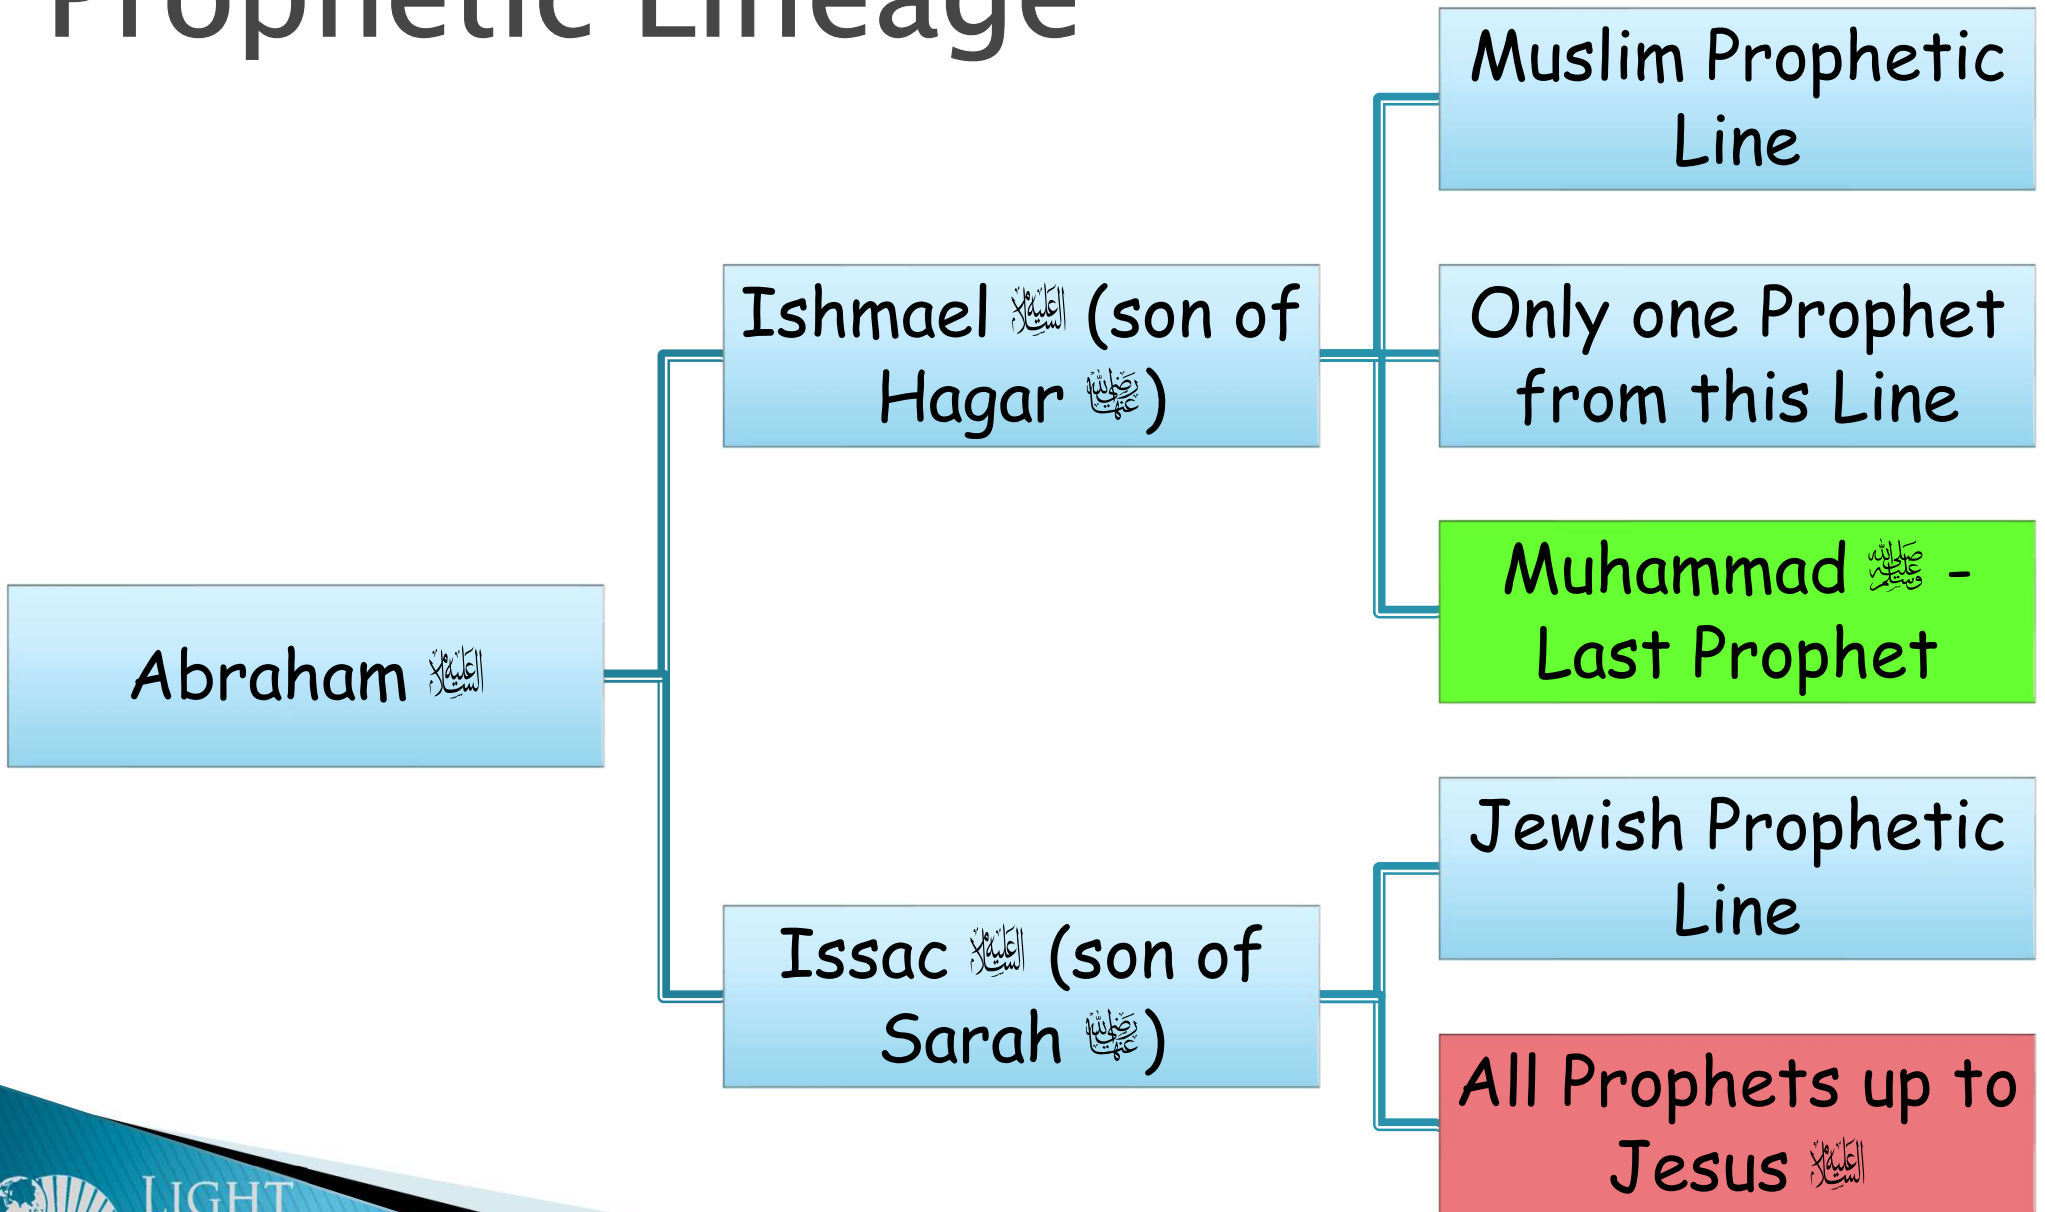 Prophetic Lineage
Muslim Prophetic
Line
Ishmael عليه السلام (son of
Hagar رضي الله عنها)
Only one Prophet
from this Line
Muhammad ﷺ -
Last Prophet
Abraham عليه السلام
Jewish Prophetic
Line
Issac عليه السلام (son of
Sarah رضي الله عنها)
All Prophets up to
Jesus عليه السلام
LIGHT